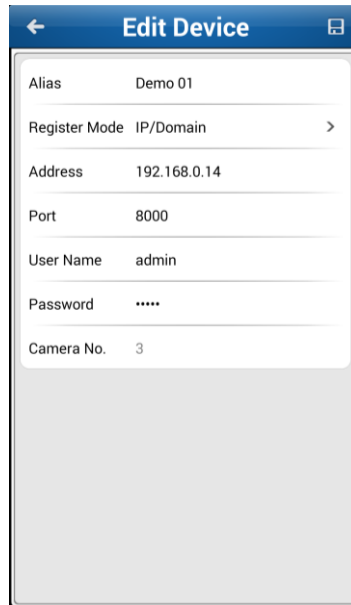 Edit Device
Alias Demo 01
Register Mode IP/Domain
Address 192.168.0.14
Port 8000
User Name admin
Password •••••
Camera No. 3